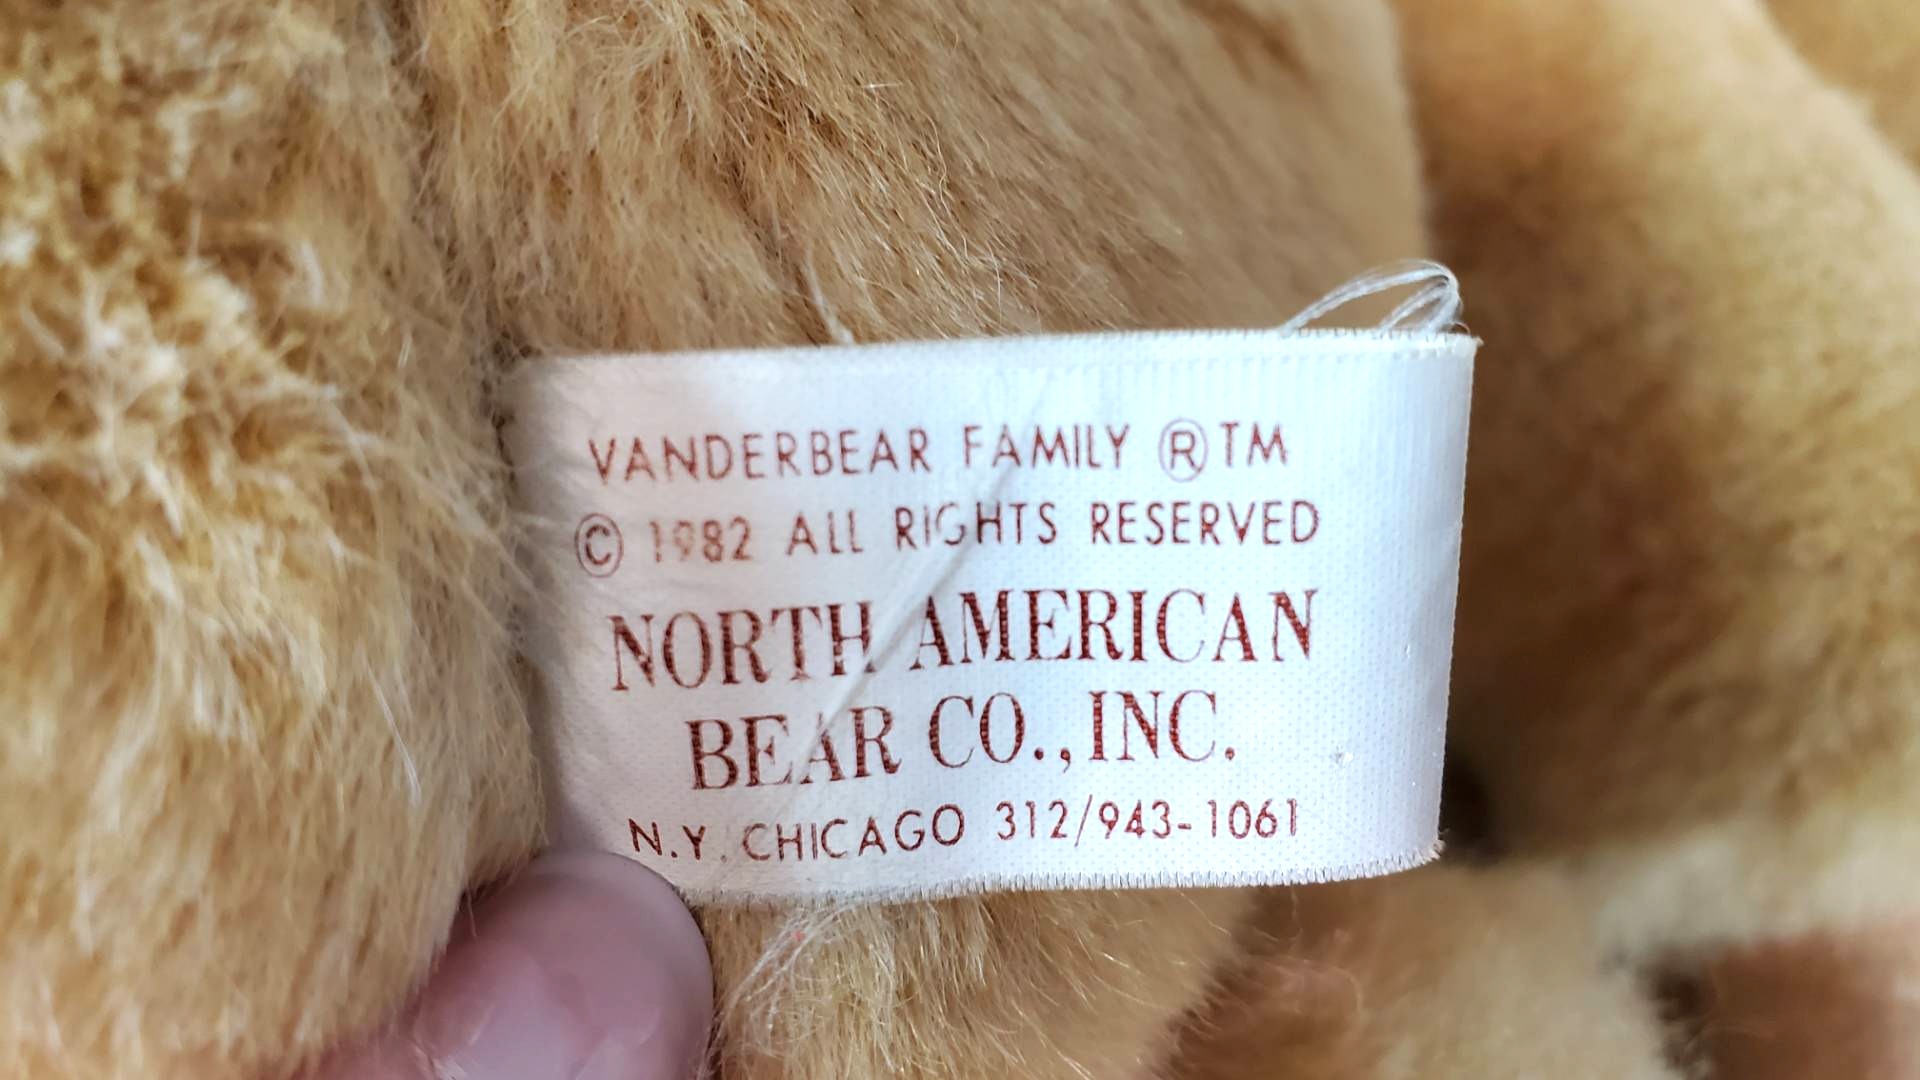 VANDERBEAR FAMILY ® TM
© 1982 ALL RIGHTS RESERVED
NORTH AMERICAN
BEAR CO., INC.
N.Y. CHICAGO 312/943-1061